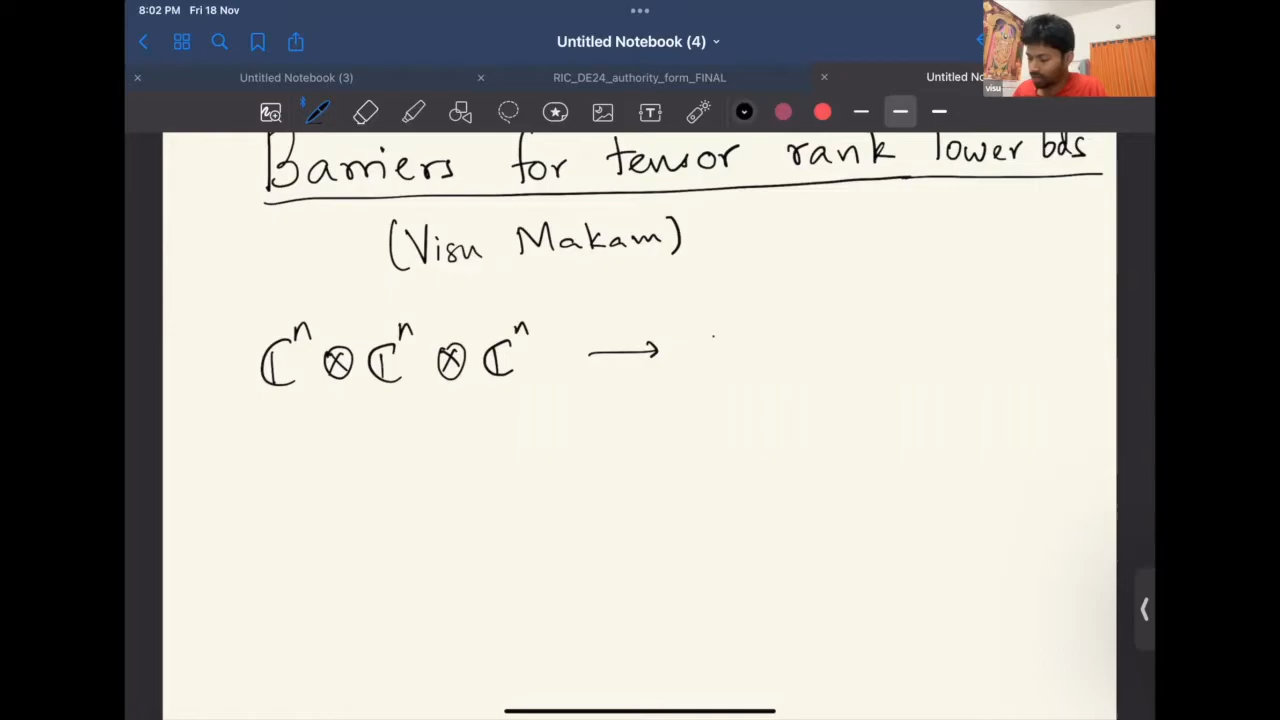 8:02 PM Fri 18 Nov
Untitled Notebook (4)
Untitled Notebook (3)
RIC_DE24_authority_form_FINAL
Untitled
visu
Barriers for tensor rank lower bds
(Visu Makam)
ℂⁿ ⊗ ℂⁿ ⊗ ℂⁿ ⟶